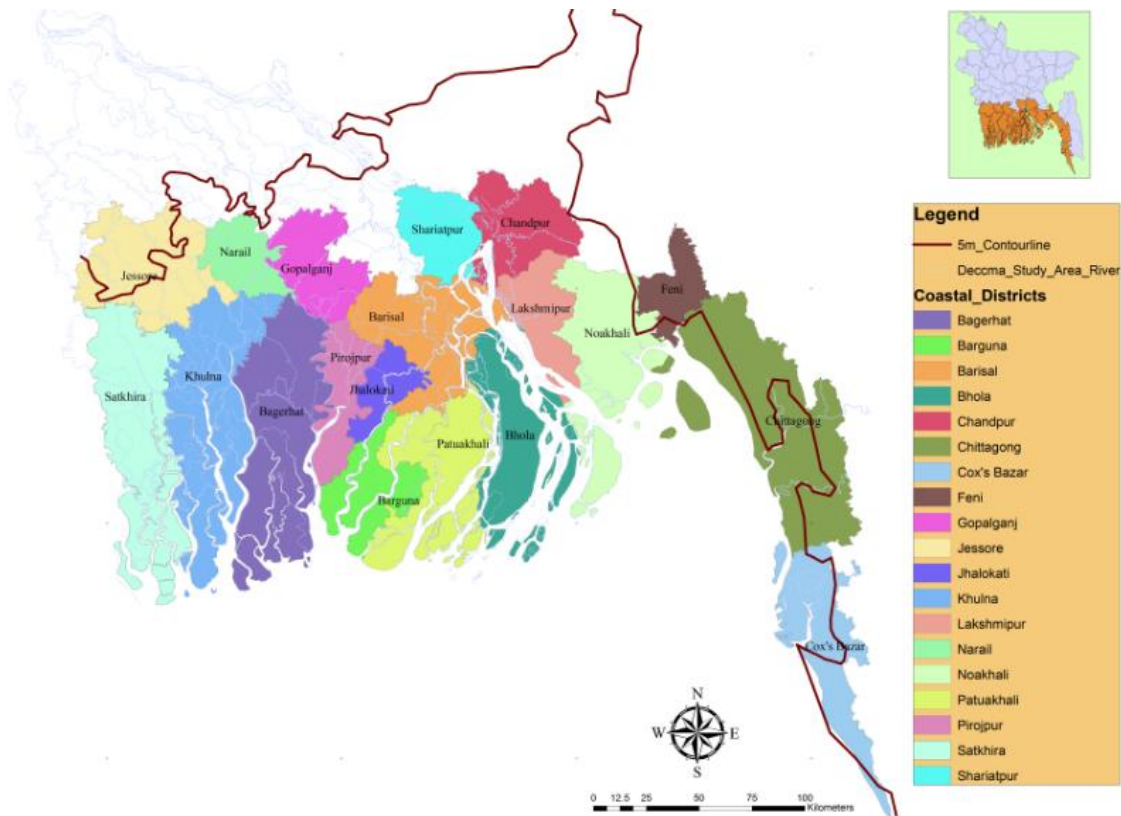 Chandpur
Shariatpur
Narail
Gopalganj
Jessore
Feni
Lakshmipur
Barisal
Noakhali
Pirojpur
Khulna
Jhalokati
Satkhira
Bagerhat
Chittagong
Patuakhali
Bhola
Barguna
Cox's Bazar
N
W E
S
0 12.5 25 50 75 100
Kilometers
Legend
5m_Contourline
Deccma_Study_Area_River
Coastal_Districts
Bagerhat
Barguna
Barisal
Bhola
Chandpur
Chittagong
Cox's Bazar
Feni
Gopalganj
Jessore
Jhalokati
Khulna
Lakshmipur
Narail
Noakhali
Patuakhali
Pirojpur
Satkhira
Shariatpur